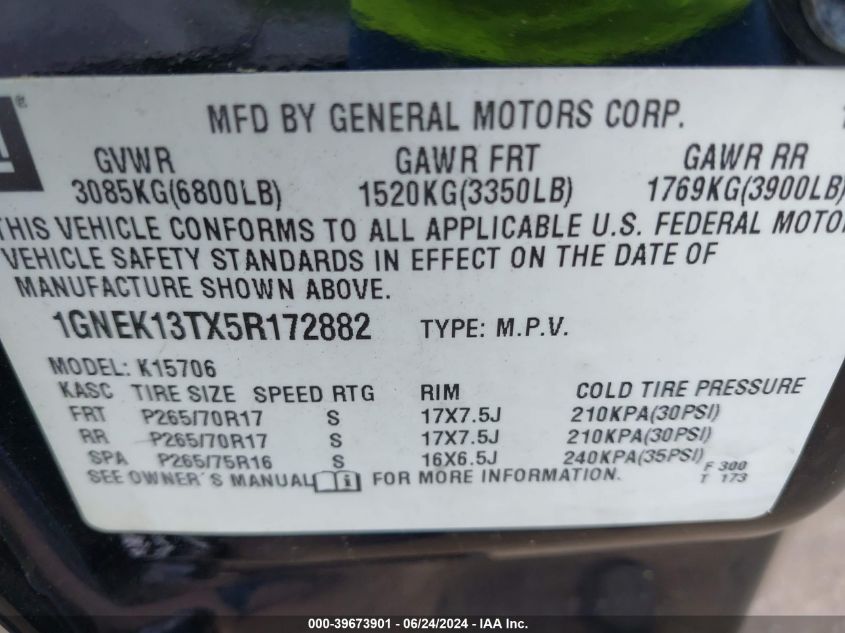 ®
MFD BY GENERAL MOTORS CORP.
GVWR GAWR FRT GAWR RR
3085KG(6800LB) 1520KG(3350LB) 1769KG(3900LB)
THIS VEHICLE CONFORMS TO ALL APPLICABLE U.S. FEDERAL MOTOR
VEHICLE SAFETY STANDARDS IN EFFECT ON THE DATE OF
MANUFACTURE SHOWN ABOVE.
1GNEK13TX5R172882 TYPE: M.P.V.
MODEL: K15706
KASC TIRE SIZE SPEED RTG RIM COLD TIRE PRESSURE
FRT P265/70R17 S 17X7.5J 210KPA(30PSI)
RR P265/70R17 S 17X7.5J 210KPA(30PSI)
SPA P265/75R16 S 16X6.5J 240KPA(35PSI)
SEE OWNER'S MANUAL i FOR MORE INFORMATION.
F 300
T 173
000-39673901 / 06/24/2024 - IAA Inc.